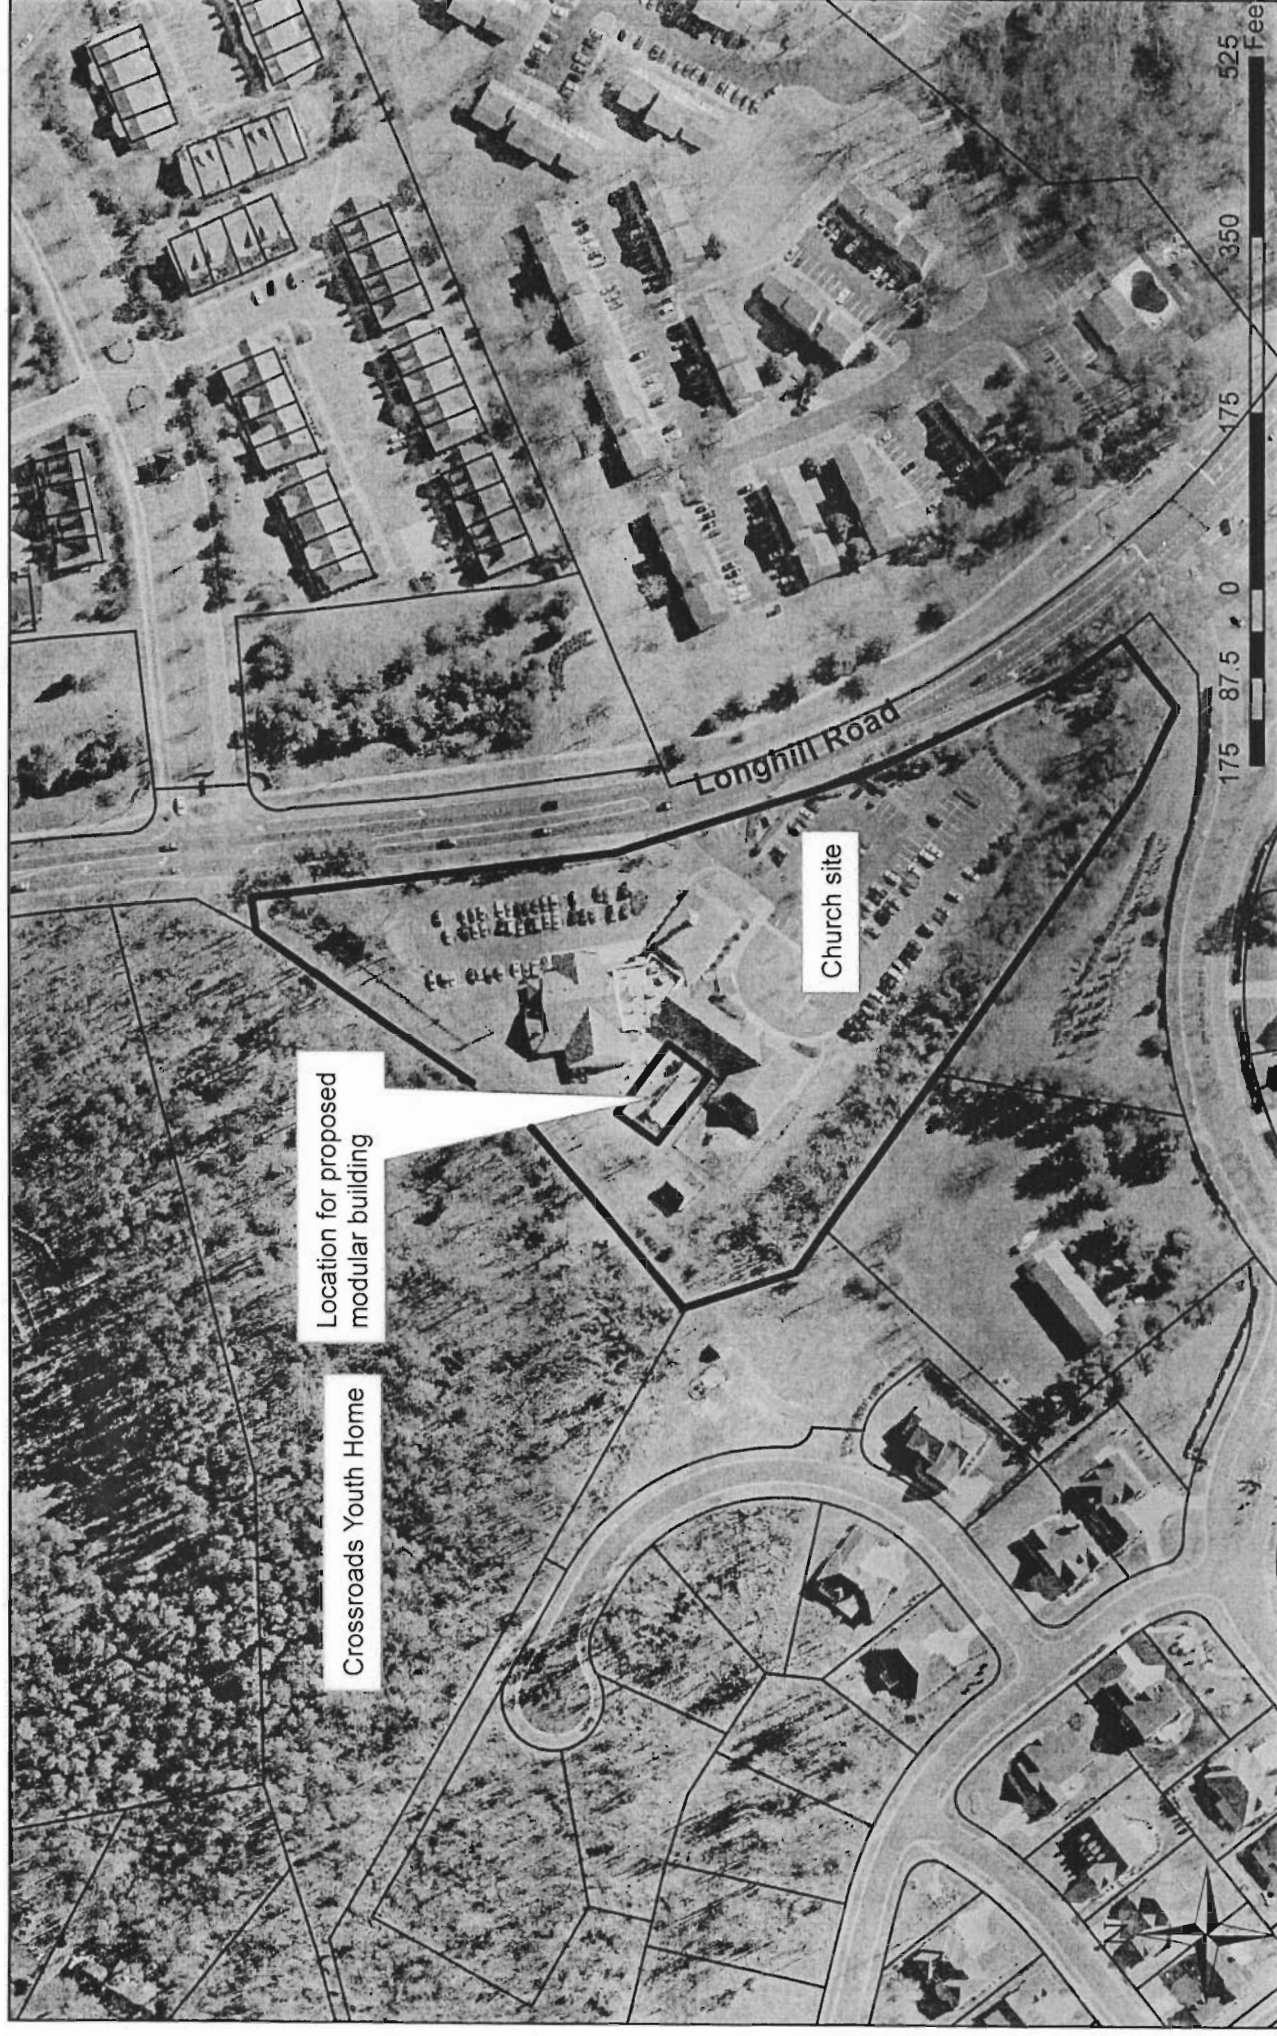 Crossroads Youth Home
Location for proposed
modular building
Church site
Longhill Road
175 87.5 0 175 350 525
Feet